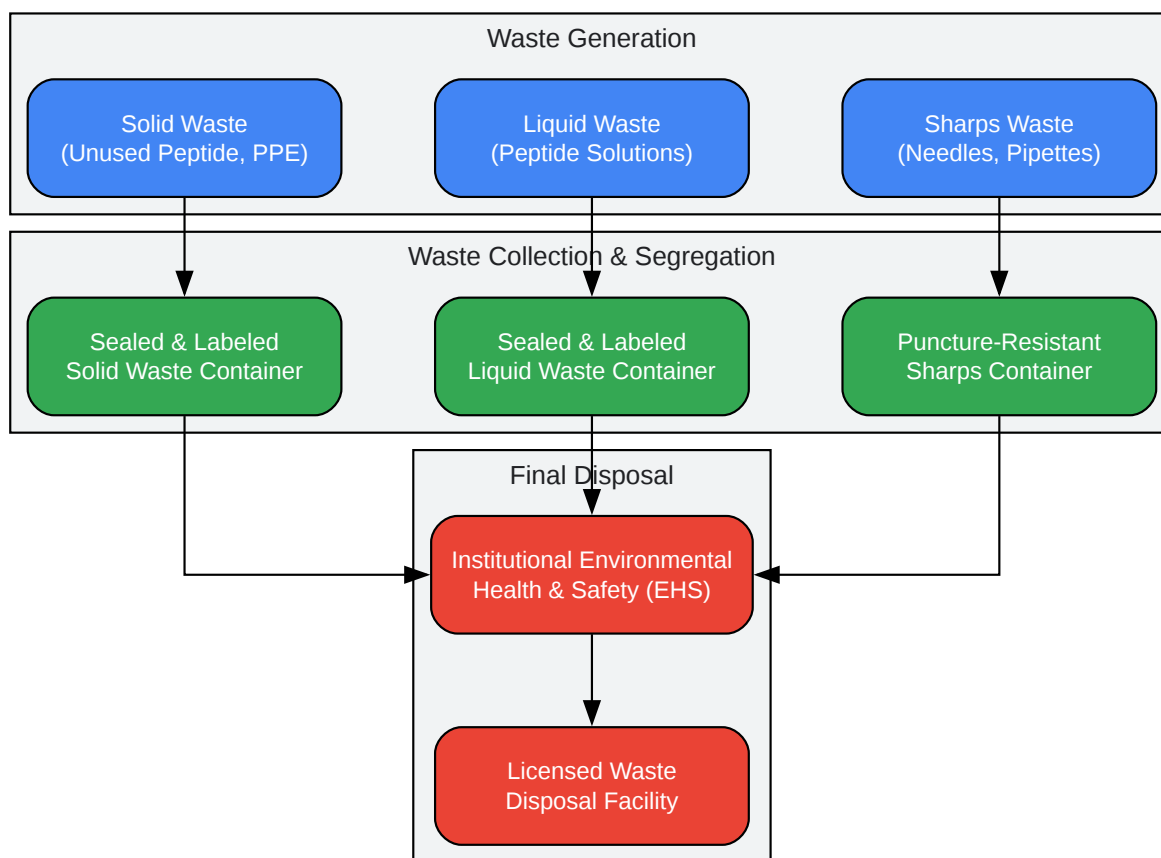 Waste Generation
Solid Waste
(Unused Peptide, PPE)
Liquid Waste
(Peptide Solutions)
Sharps Waste
(Needles, Pipettes)
Waste Collection & Segregation
Sealed & Labeled
Solid Waste Container
Sealed & Labeled
Liquid Waste Container
Puncture-Resistant
Sharps Container
Final Disposal
Institutional Environmental
Health & Safety (EHS)
Licensed Waste
Disposal Facility